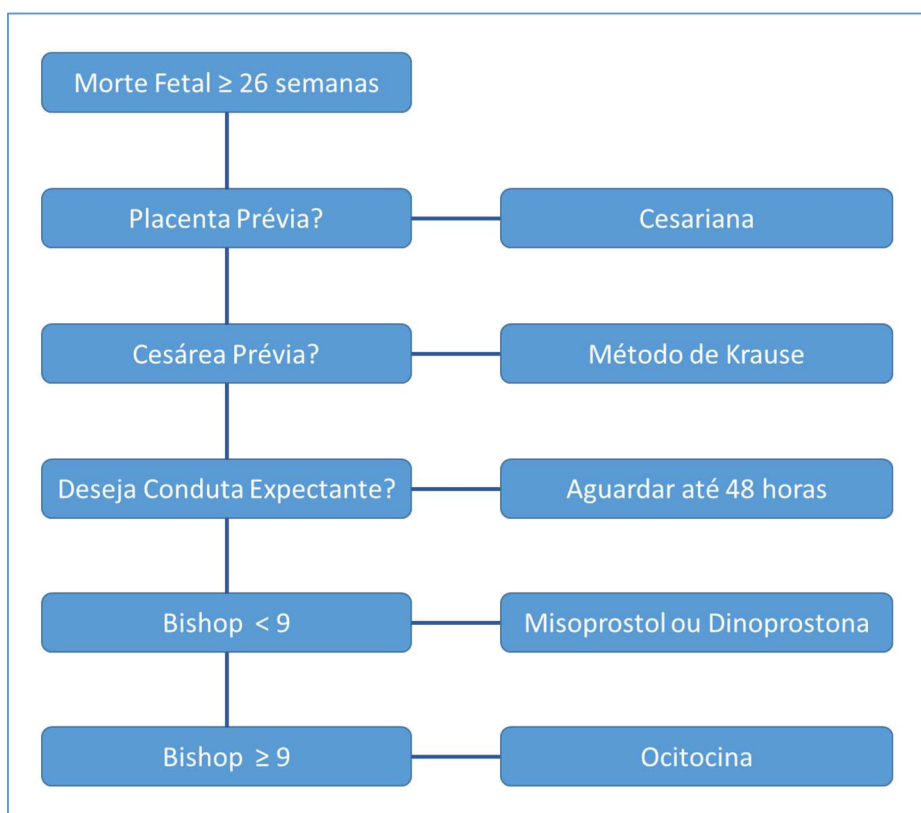 Morte Fetal ≥ 26 semanas
Placenta Prévia?
Cesariana
Cesárea Prévia?
Método de Krause
Deseja Conduta Expectante?
Aguardar até 48 horas
Bishop < 9
Misoprostol ou Dinoprostona
Bishop ≥ 9
Ocitocina